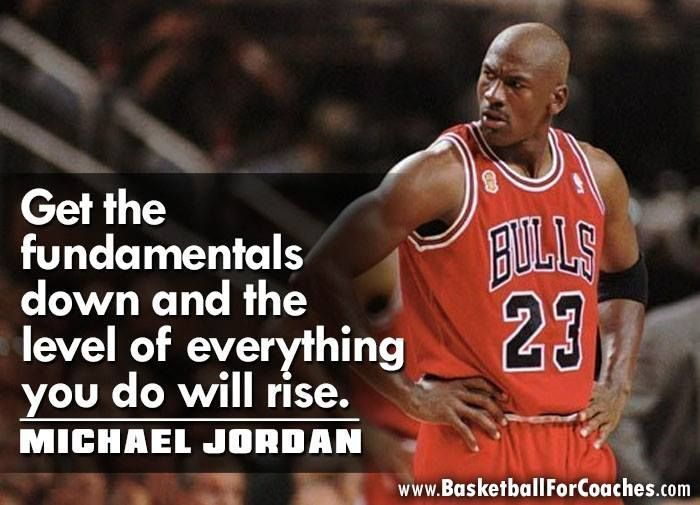 Get the
fundamentals
down and the
level of everything
you do will rise.
MICHAEL JORDAN
BULLS
23
www.BasketballForCoaches.com